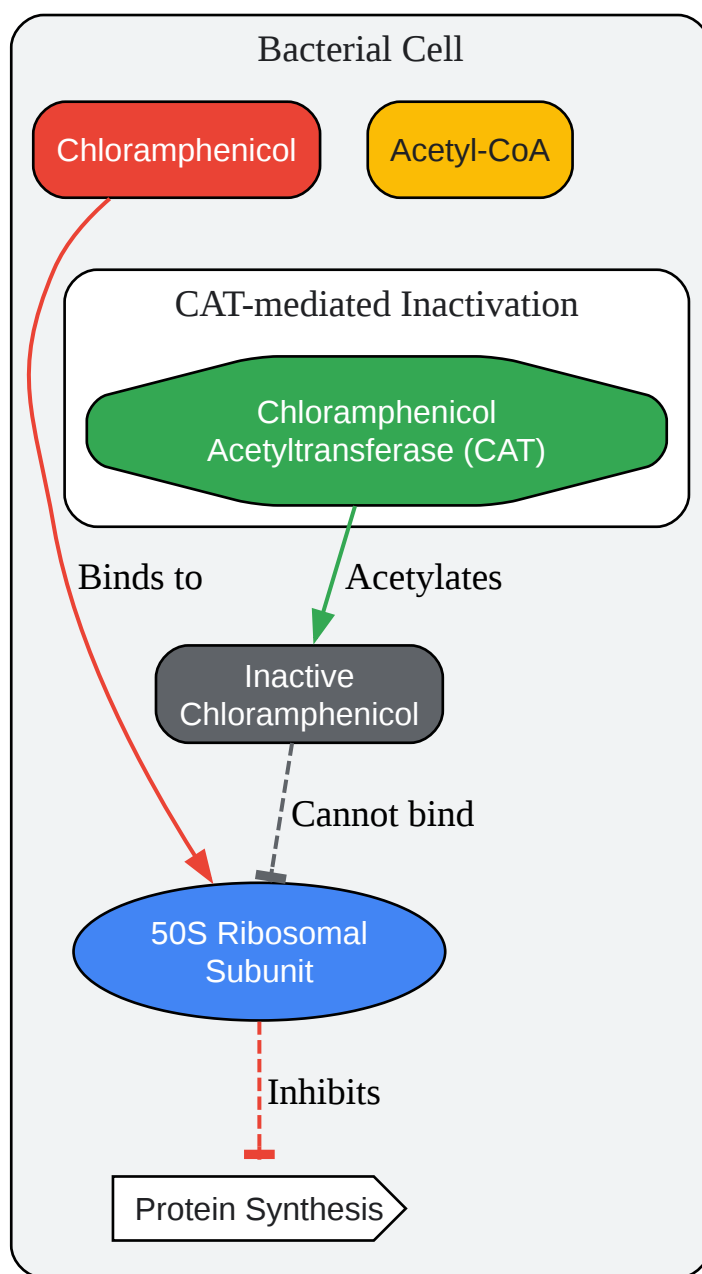 Bacterial Cell
Chloramphenicol
Acetyl-CoA
CAT-mediated Inactivation
Chloramphenicol
Acetyltransferase (CAT)
Binds to
Acetylates
Inactive
Chloramphenicol
Cannot bind
50S Ribosomal
Subunit
Inhibits
Protein Synthesis